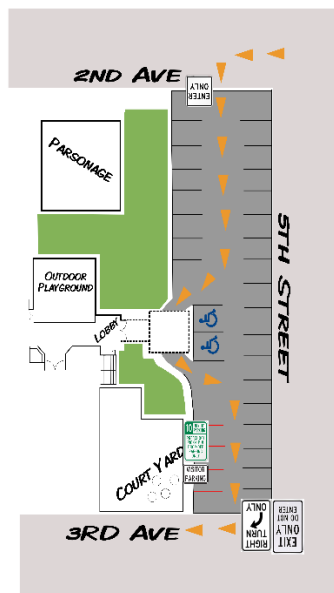 2ND AVE
ENTER
ONLY
PARSONAGE
5TH STREET
OUTDOOR
PLAYGROUND
LOBBY
10
COURT YARD
VISITOR
PARKING
3RD AVE
RIGHT
TURN
ONLY
EXIT
ONLY
DO NOT
ENTER